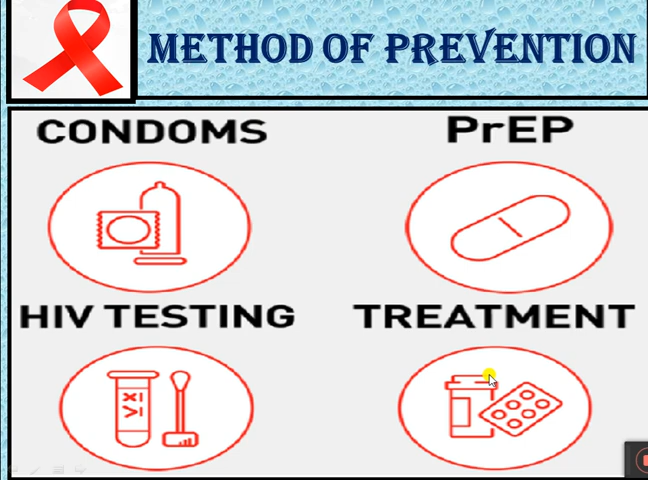 METHOD OF PREVENTION
CONDOMS
PrEP
HIV TESTING
TREATMENT